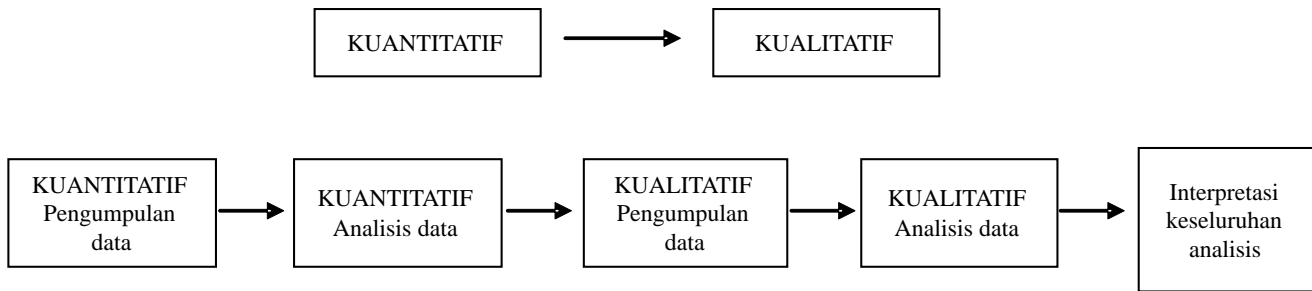 KUANTITATIF
KUALITATIF
KUANTITATIF
Pengumpulan
data
KUANTITATIF
Analisis data
KUALITATIF
Pengumpulan
data
KUALITATIF
Analisis data
Interpretasi
keseluruhan
analisis